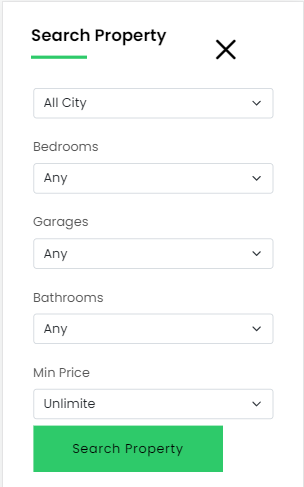 Search Property
All City
Bedrooms
Any
Garages
Any
Bathrooms
Any
Min Price
Unlimite
Search Property